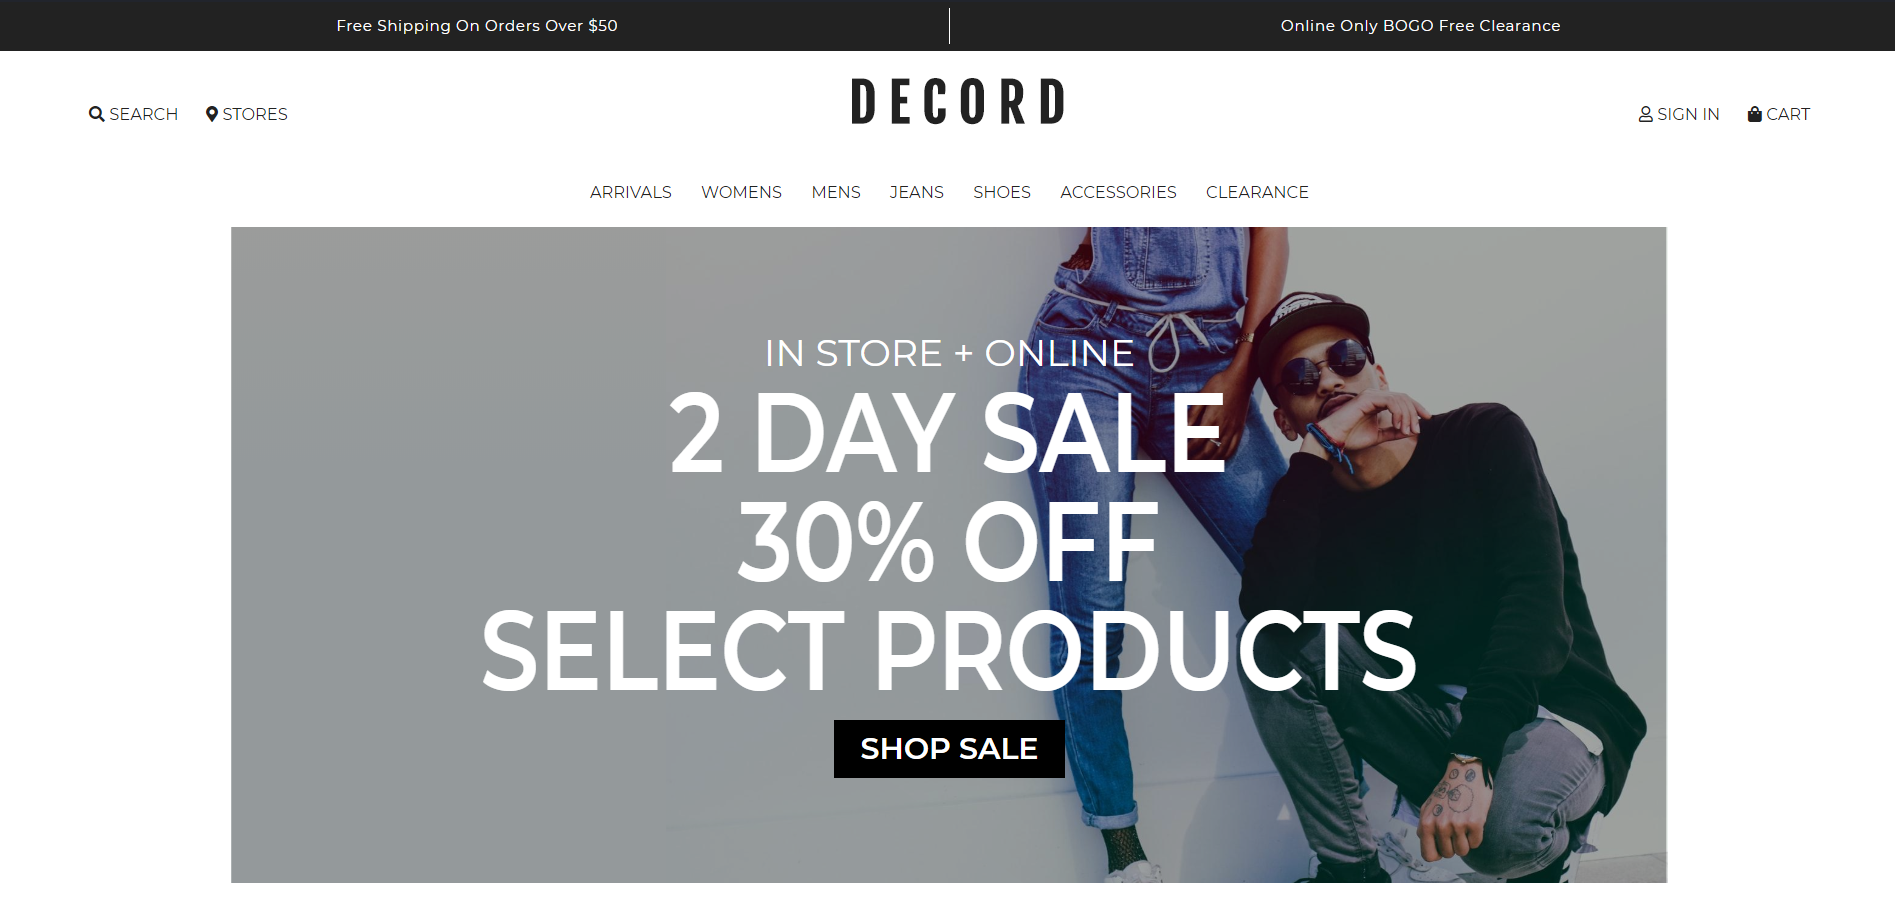 Free Shipping On Orders Over $50
Online Only BOGO Free Clearance
SEARCH
STORES
DECORD
SIGN IN
CART
ARRIVALS WOMENS MENS JEANS SHOES ACCESSORIES CLEARANCE
IN STORE + ONLINE
2 DAY SALE
30% OFF
SELECT PRODUCTS
SHOP SALE